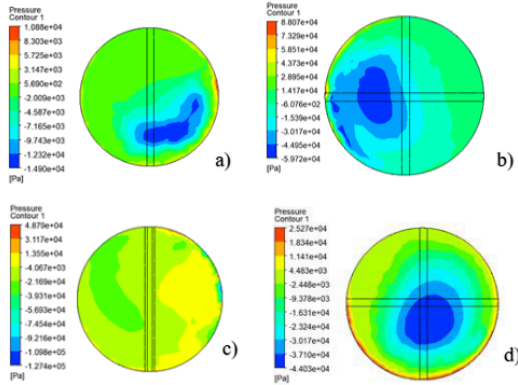 a)
Pressure
Contour 1
1.088e+04
8.303e+03
5.725e+03
3.147e+03
5.690e+02
-2.009e+03
-4.587e+03
-7.165e+03
-9.743e+03
-1.232e+04
-1.490e+04
[Pa]
b)
Pressure
Contour 1
8.807e+04
7.329e+04
5.851e+04
4.373e+04
2.895e+04
1.417e+04
-6.076e+02
-1.539e+04
-3.017e+04
-4.495e+04
-5.972e+04
[Pa]
c)
Pressure
Contour 1
4.879e+04
3.117e+04
1.355e+04
-4.067e+03
-2.169e+04
-3.931e+04
-5.693e+04
-7.454e+04
-9.216e+04
-1.098e+05
-1.274e+05
[Pa]
d)
Pressure
Contour 1
2.527e+04
1.834e+04
1.141e+04
4.483e+03
-2.448e+03
-9.378e+03
-1.631e+04
-2.324e+04
-3.017e+04
-3.710e+04
-4.403e+04
[Pa]